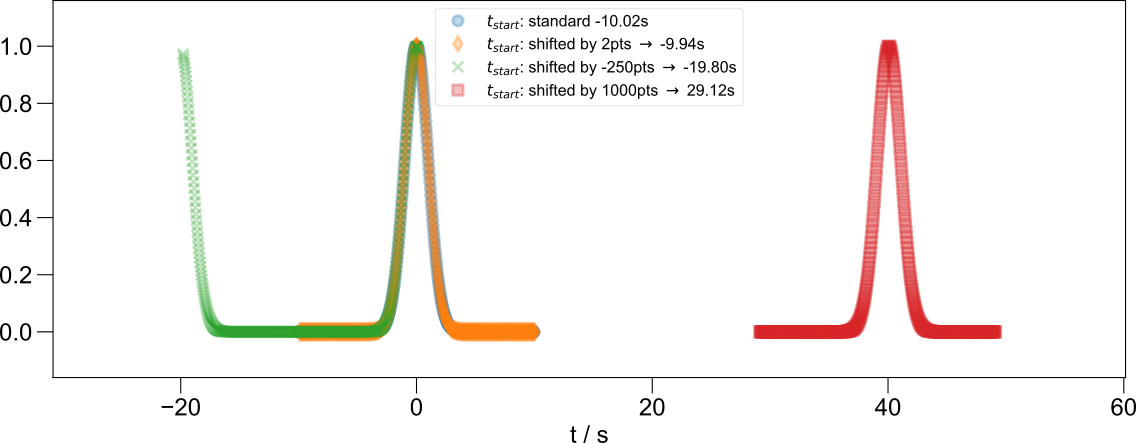 t_start: standard -10.02s
t_start: shifted by 2pts → -9.94s
t_start: shifted by -250pts → -19.80s
t_start: shifted by 1000pts → 29.12s
1.0
0.8
0.6
0.4
0.2
0.0
−20 0 20 40 60
t / s